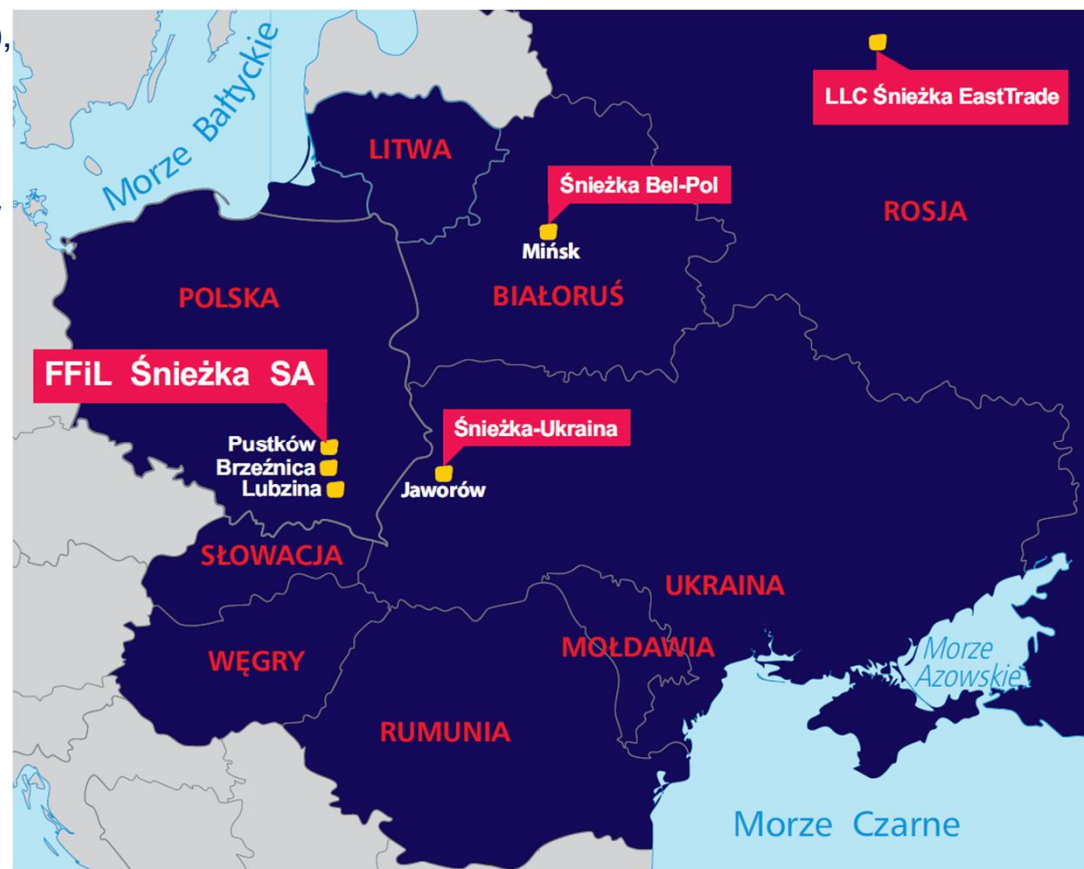 ),
Morze Bałtyckie
LLC Śnieżka EastTrade
LITWA
Śnieżka Bel-Pol
ROSJA
Mińsk
POLSKA
BIAŁORUŚ
FFiL Śnieżka SA
Śnieżka-Ukraina
Pustków
Brzeźnica
Lubzina
Jaworów
SŁOWACJA
UKRAINA
WĘGRY
MOŁDAWIA
Morze
Azowskie
RUMUNIA
Morze Czarne